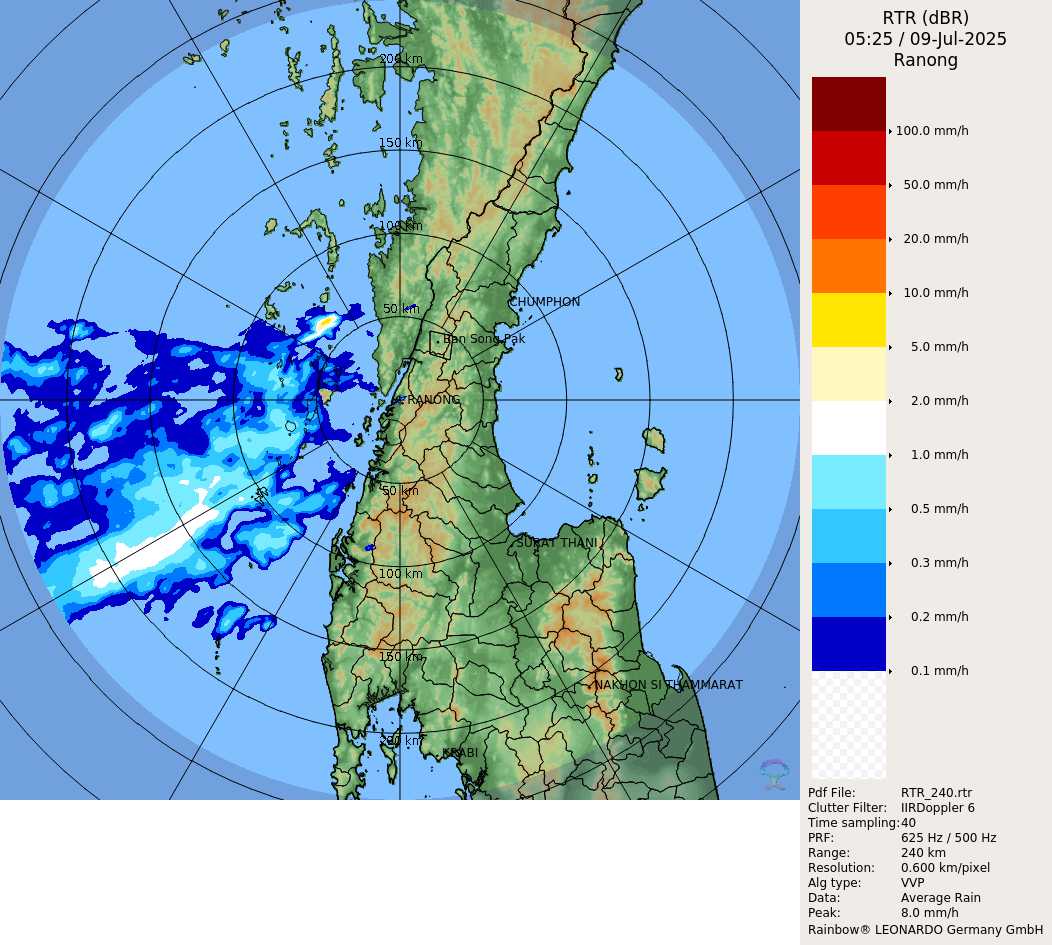 RTR (dBR)
05:25 / 09-Jul-2025
Ranong
200 km
150 km
100 km
50 km
CHUMPHON
Ban Song Pak
RANONG
50 km
SURAT THANI
100 km
150 km
NAKHON SI THAMMARAT
200 km
KRABI
100.0 mm/h
50.0 mm/h
20.0 mm/h
10.0 mm/h
5.0 mm/h
2.0 mm/h
1.0 mm/h
0.5 mm/h
0.3 mm/h
0.2 mm/h
0.1 mm/h
Pdf File: RTR_240.rtr
Clutter Filter: IIRDoppler 6
Time sampling:40
PRF: 625 Hz / 500 Hz
Range: 240 km
Resolution: 0.600 km/pixel
Alg type: VVP
Data: Average Rain
Peak: 8.0 mm/h
Rainbow® LEONARDO Germany GmbH